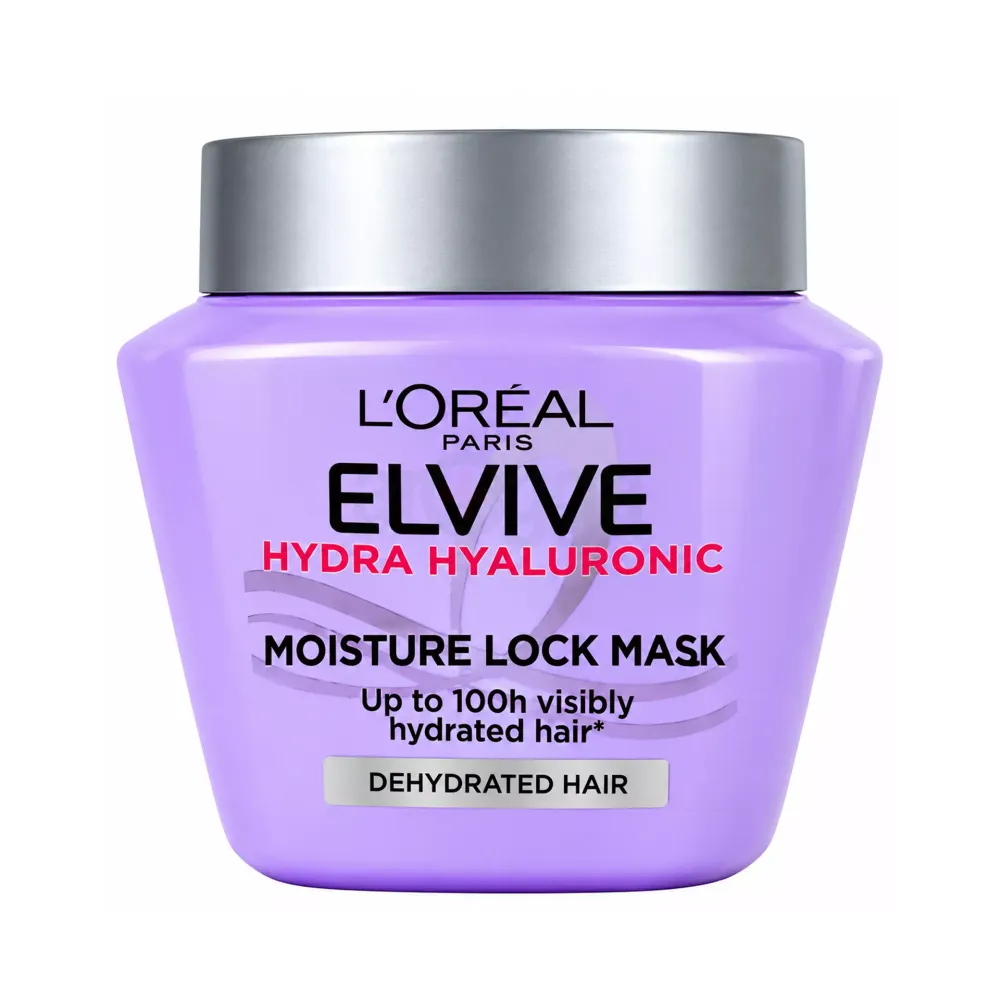 L'ORÉAL
PARIS
ELVIVE
HYDRA HYALURONIC
MOISTURE LOCK MASK
Up to 100h visibly
hydrated hair*
DEHYDRATED HAIR